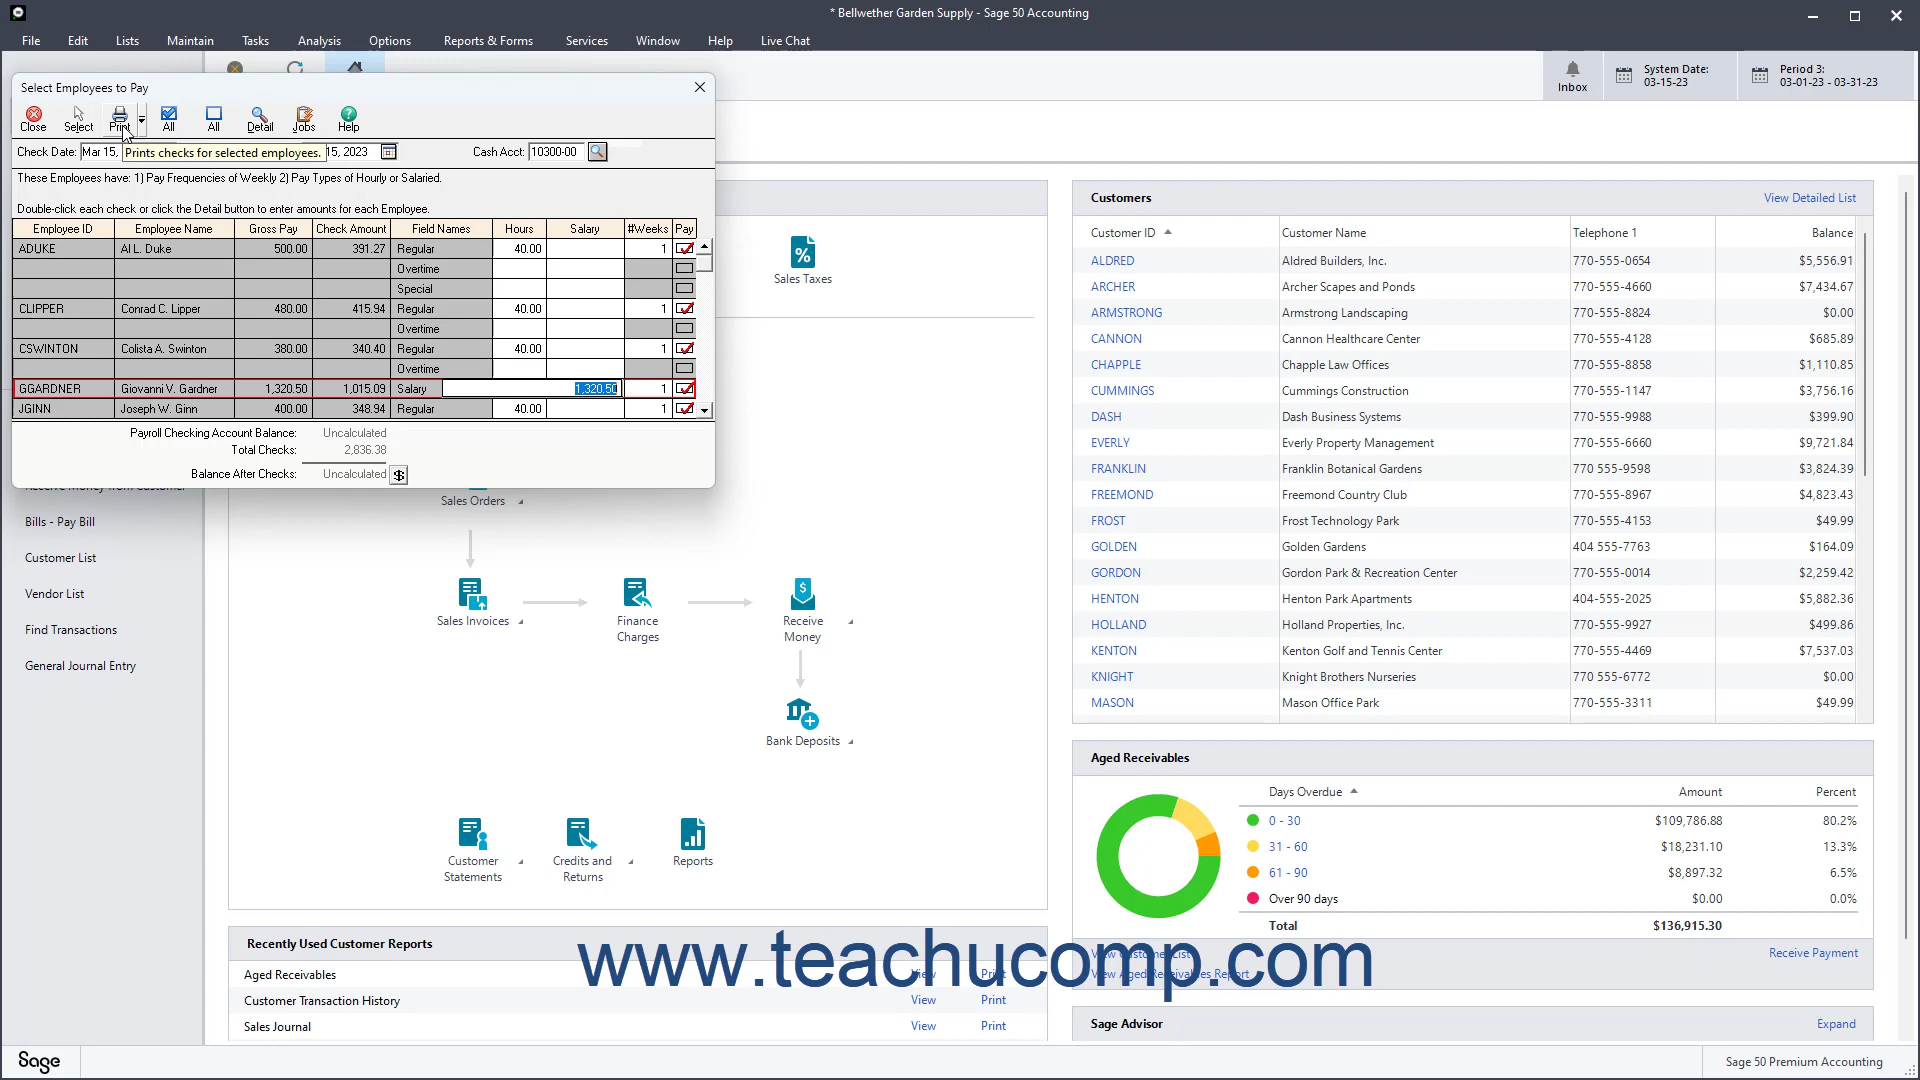 * Bellwether Garden Supply - Sage 50 Accounting
File Edit Lists Maintain Tasks Analysis Options Reports & Forms Services Window Help Live Chat
Inbox
System Date:
03-15-23
Period 3:
03-01-23 - 03-31-23
Select Employees to Pay
Close Select Print All All Detail Jobs Help
Check Date: Mar 15, 15, 2023 Cash Acct: 10300-00
Prints checks for selected employees.
These Employees have: 1) Pay Frequencies of Weekly 2) Pay Types of Hourly or Salaried.
Double-click each check or click the Detail button to enter amounts for each Employee.
Employee ID Employee Name Gross Pay Check Amount Field Names Hours Salary #Weeks Pay
ADUKE Al L. Duke 500.00 391.27 Regular 40.00 1
Overtime
Special
CLIPPER Conrad C. Lipper 480.00 415.94 Regular 40.00 1
Overtime
CSWINTON Colista A. Swinton 380.00 340.40 Regular 40.00 1
Overtime
GGARDNER Giovanni V. Gardner 1,320.50 1,015.09 Salary 1,320.50 1
JGINN Joseph W. Ginn 400.00 348.94 Regular 40.00 1
Payroll Checking Account Balance: Uncalculated
Total Checks: 2,836.38
Balance After Checks: Uncalculated
Receive Money from Customer
Bills - Pay Bill
Customer List
Vendor List
Find Transactions
General Journal Entry
Sales Taxes
Sales Orders
Sales Invoices
Finance
Charges
Receive
Money
Bank Deposits
Customer
Statements
Credits and
Returns
Reports
Recently Used Customer Reports
Aged Receivables View Print
Customer Transaction History View Print
Sales Journal View Print
Customers View Detailed List
Customer ID Customer Name Telephone 1 Balance
ALDRED Aldred Builders, Inc. 770-555-0654 $5,556.91
ARCHER Archer Scapes and Ponds 770-555-4660 $7,434.67
ARMSTRONG Armstrong Landscaping 770-555-8824 $0.00
CANNON Cannon Healthcare Center 770-555-4128 $685.89
CHAPPLE Chapple Law Offices 770-555-8858 $1,110.85
CUMMINGS Cummings Construction 770-555-1147 $3,756.16
DASH Dash Business Systems 770-555-9988 $399.90
EVERLY Everly Property Management 770-555-6660 $9,721.84
FRANKLIN Franklin Botanical Gardens 770 555-9598 $3,824.39
FREEMOND Freemond Country Club 770-555-8967 $4,823.43
FROST Frost Technology Park 770-555-4153 $49.99
GOLDEN Golden Gardens 404 555-7763 $164.09
GORDON Gordon Park & Recreation Center 770-555-0014 $2,259.42
HENTON Henton Park Apartments 404-555-2025 $5,882.36
HOLLAND Holland Properties, Inc. 770-555-9927 $499.86
KENTON Kenton Golf and Tennis Center 770-555-4469 $7,537.03
KNIGHT Knight Brothers Nurseries 770 555-6772 $0.00
MASON Mason Office Park 770-555-3311 $49.99
Aged Receivables
Days Overdue Amount Percent
0 - 30 $109,786.88 80.2%
31 - 60 $18,231.10 13.3%
61 - 90 $8,897.32 6.5%
Over 90 days $0.00 0.0%
Total $136,915.30
View Customer List Receive Payment
View Aged Receivables Report
Sage Advisor Expand
www.teachucomp.com
Sage
Sage 50 Premium Accounting